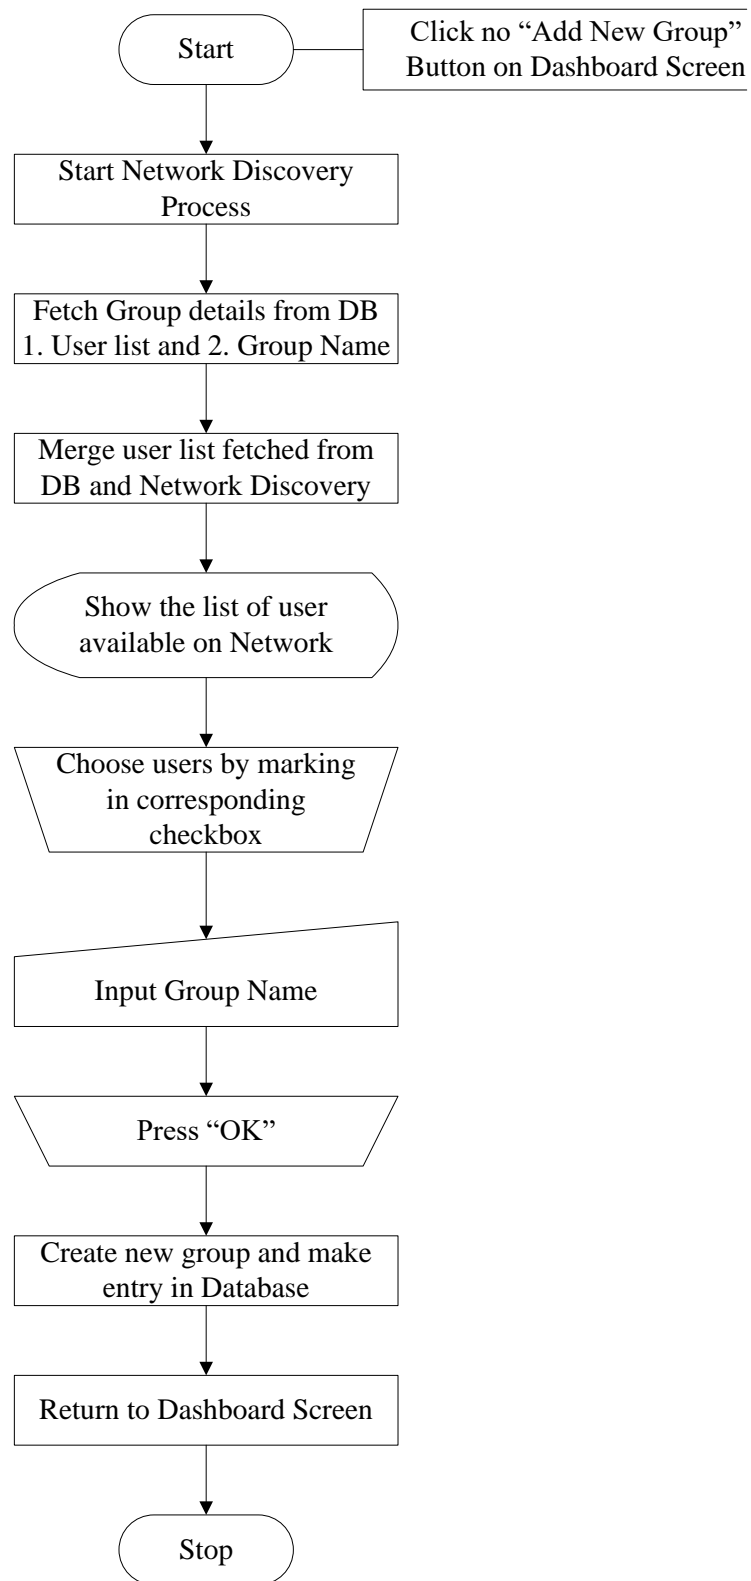 Start
Click no “Add New Group”
Button on Dashboard Screen
Start Network Discovery
Process
Fetch Group details from DB
1. User list and 2. Group Name
Merge user list fetched from
DB and Network Discovery
Show the list of user
available on Network
Choose users by marking
in corresponding
checkbox
Input Group Name
Press “OK”
Create new group and make
entry in Database
Return to Dashboard Screen
Stop